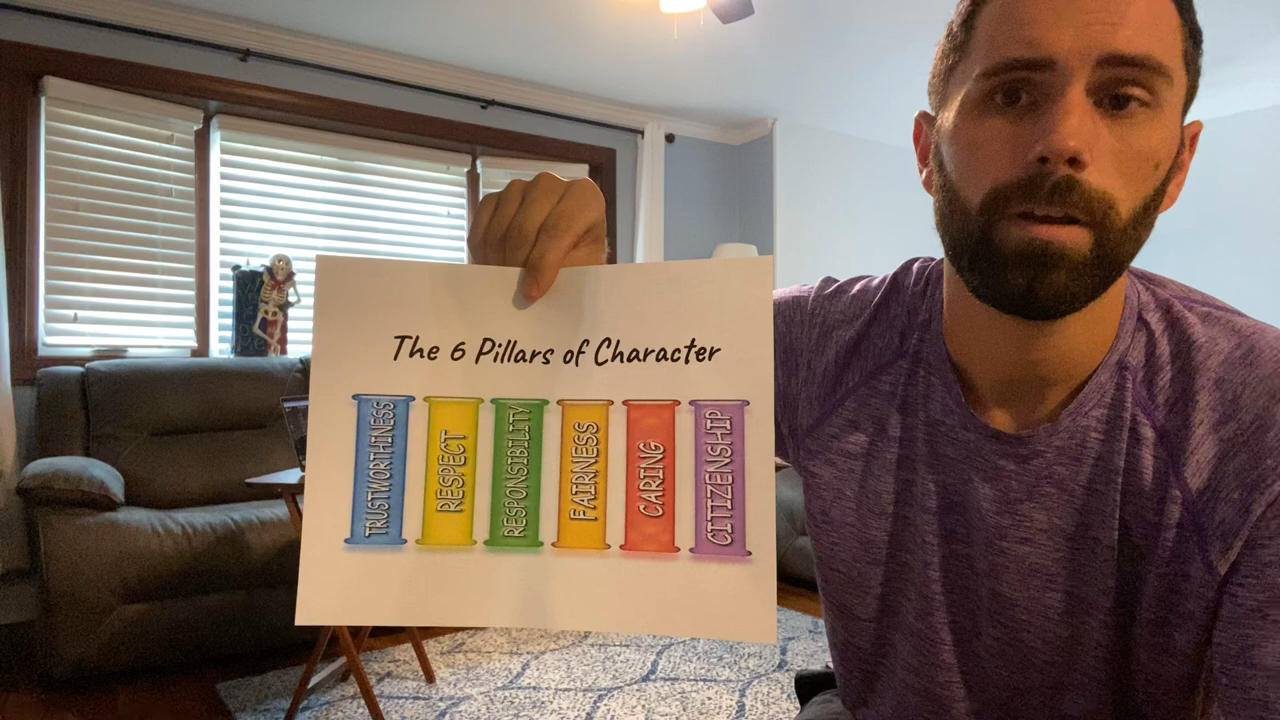 The 6 Pillars of Character
TRUSTWORTHINESS
RESPECT
RESPONSIBILITY
FAIRNESS
CARING
CITIZENSHIP